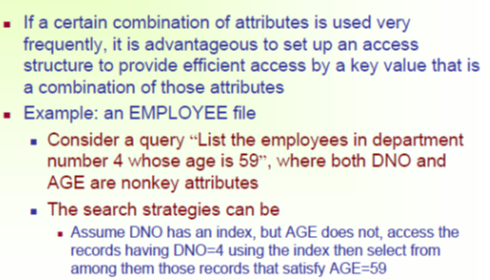 If a certain combination of attributes is used very
frequently, it is advantageous to set up an access
structure to provide efficient access by a key value that is
a combination of those attributes
Example: an EMPLOYEE file
Consider a query “List the employees in department
number 4 whose age is 59”, where both DNO and
AGE are nonkey attributes
The search strategies can be
Assume DNO has an index, but AGE does not, access the
records having DNO=4 using the index then select from
among them those records that satisfy AGE=59